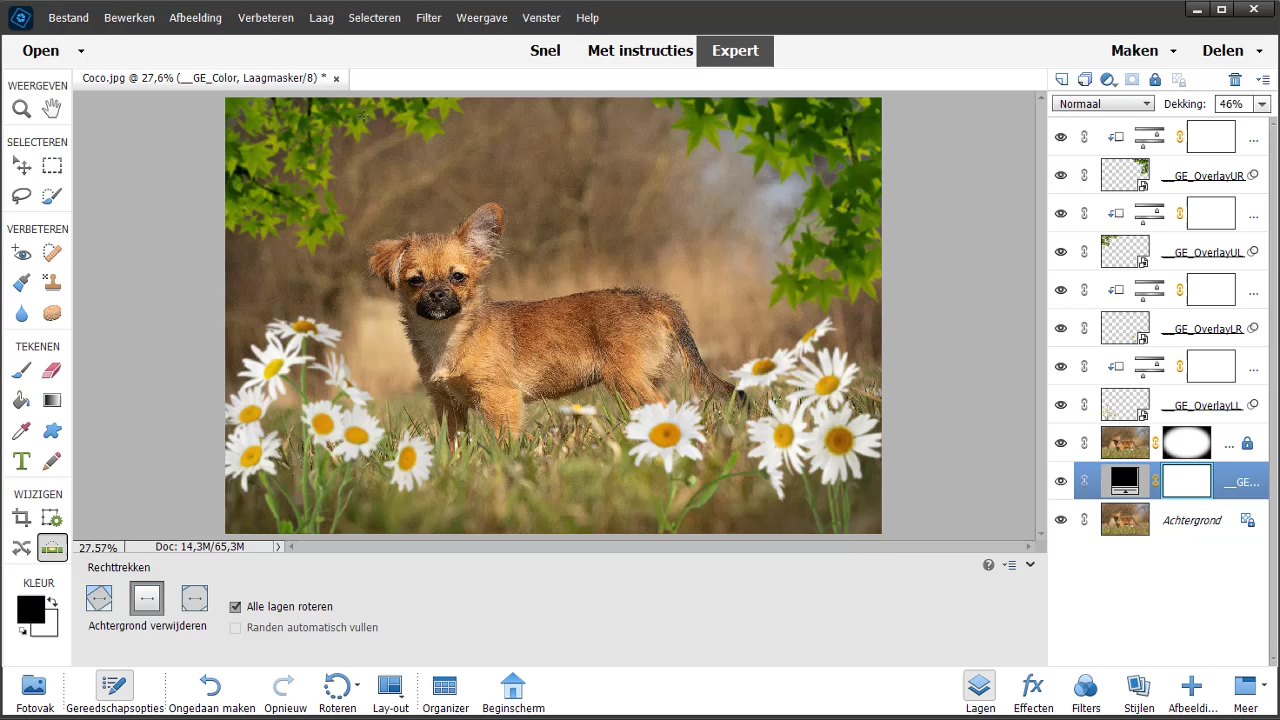 Bestand Bewerken Afbeelding Verbeteren Laag Selecteren Filter Weergave Venster Help
Open Snel Met instructies Expert Maken Delen
WEERGEVEN
SELECTEREN
VERBETEREN
TEKENEN
WIJZIGEN
KLEUR
Coco.jpg @ 27,6% (__GE_Color, Laagmasker/8) *
Normaal Dekking: 46%
...
__GE_OverlayUR
...
__GE_OverlayUL
...
__GE_OverlayLR
...
__GE_OverlayLL
...
__GE...
Achtergrond
27.57% Doc: 14,3M/65,3M
Rechttrekken
Achtergrond verwijderen
Alle lagen roteren
Randen automatisch vullen
Fotovak Gereedschapsopties Ongedaan maken Opnieuw Roteren Lay-out Organizer Beginscherm Lagen Effecten Filters Stijlen Afbeeldi... Meer